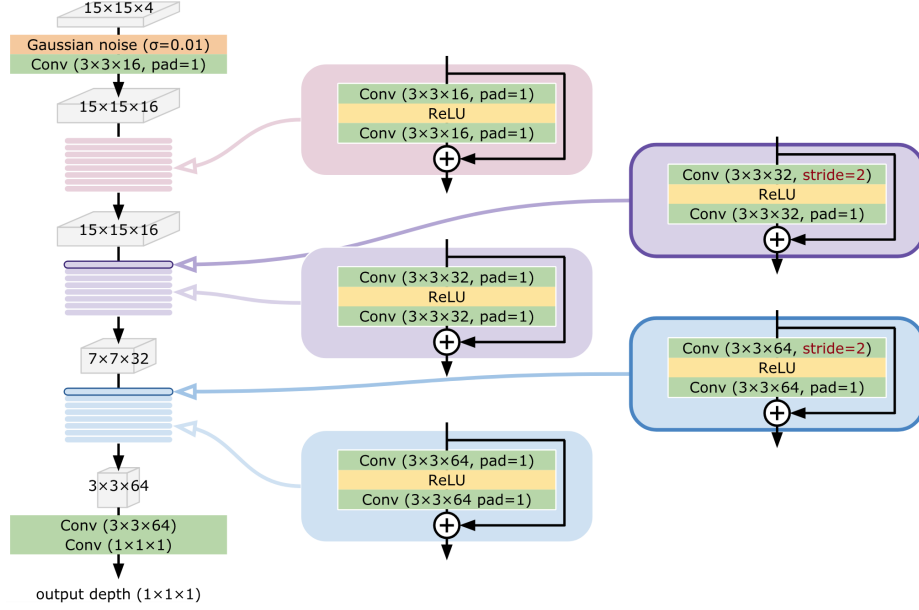 15×15×4
Gaussian noise (σ=0.01)
Conv (3×3×16, pad=1)
15×15×16
15×15×16
7×7×32
3×3×64
Conv (3×3×64)
Conv (1×1×1)
output depth (1×1×1)
Conv (3×3×16, pad=1)
ReLU
Conv (3×3×16, pad=1)
Conv (3×3×32, pad=1)
ReLU
Conv (3×3×32, pad=1)
Conv (3×3×64, pad=1)
ReLU
Conv (3×3×64 pad=1)
Conv (3×3×32, stride=2)
ReLU
Conv (3×3×32, pad=1)
Conv (3×3×64, stride=2)
ReLU
Conv (3×3×64, pad=1)